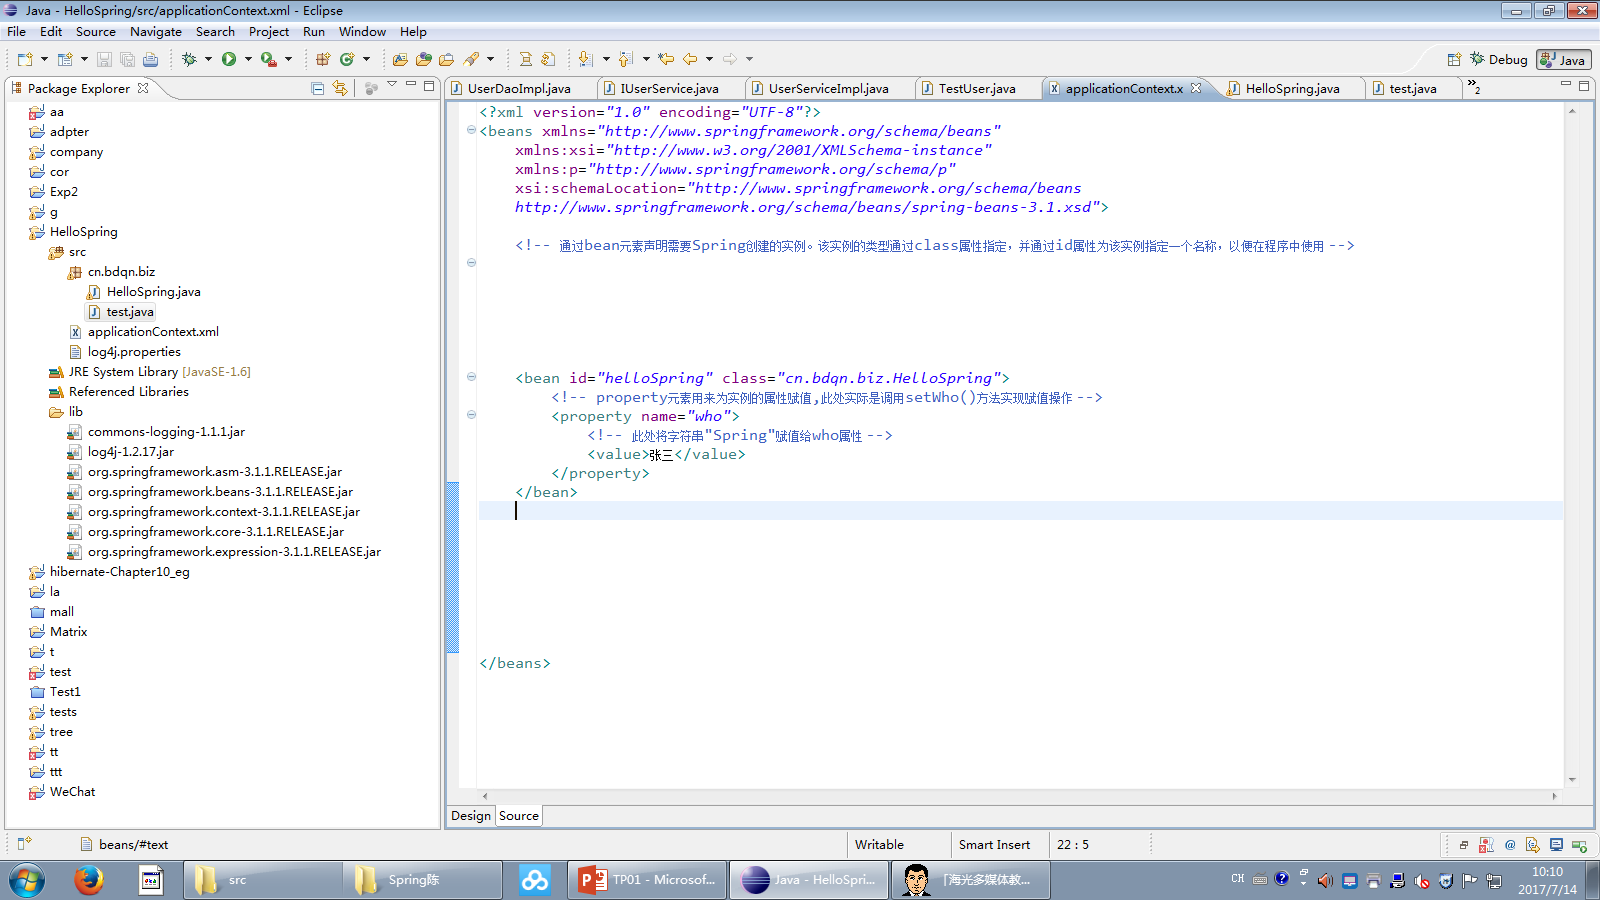 Java - HelloSpring/src/applicationContext.xml - Eclipse
File Edit Source Navigate Search Project Run Window Help
Debug Java
Package Explorer
UserDaoImpl.java IUserService.java UserServiceImpl.java TestUser.java applicationContext.x HelloSpring.java test.java »2
aa
adpter
company
cor
Exp2
g
HelloSpring
src
cn.bdqn.biz
HelloSpring.java
test.java
applicationContext.xml
log4j.properties
JRE System Library [JavaSE-1.6]
Referenced Libraries
lib
commons-logging-1.1.1.jar
log4j-1.2.17.jar
org.springframework.asm-3.1.1.RELEASE.jar
org.springframework.beans-3.1.1.RELEASE.jar
org.springframework.context-3.1.1.RELEASE.jar
org.springframework.core-3.1.1.RELEASE.jar
org.springframework.expression-3.1.1.RELEASE.jar
hibernate-Chapter10_eg
la
mall
Matrix
t
test
Test1
tests
tree
tt
ttt
WeChat
<?xml version="1.0" encoding="UTF-8"?>
<beans xmlns="http://www.springframework.org/schema/beans"
xmlns:xsi="http://www.w3.org/2001/XMLSchema-instance"
xmlns:p="http://www.springframework.org/schema/p"
xsi:schemaLocation="http://www.springframework.org/schema/beans
http://www.springframework.org/schema/beans/spring-beans-3.1.xsd">
<!-- 通过bean元素声明需要Spring创建的实例。该实例的类型通过class属性指定，并通过id属性为该实例指定一个名称，以便在程序中使用 -->
<bean id="helloSpring" class="cn.bdqn.biz.HelloSpring">
<!-- property元素用来为实例的属性赋值,此处实际是调用setWho()方法实现赋值操作 -->
<property name="who">
<!-- 此处将字符串"Spring"赋值给who属性 -->
<value>张三</value>
</property>
</bean>
</beans>
Design Source
beans/#text Writable Smart Insert 22 : 5
src Spring陈 TP01 - Microsof... Java - HelloSpri... 「海光多媒体教... CH 10:10
2017/7/14